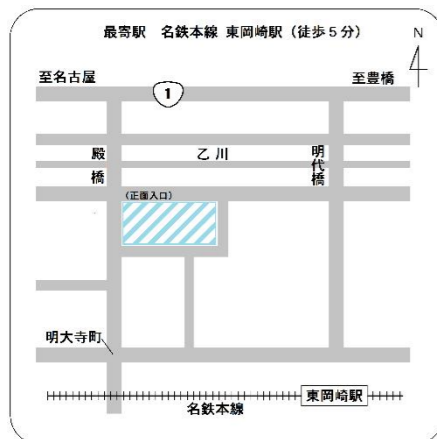 最寄駅 名鉄本線 東岡崎駅（徒歩５分）
N
至名古屋
1
至豊橋
殿橋
乙川
明代橋
（正面入口）
明大寺町
東岡崎駅
名鉄本線